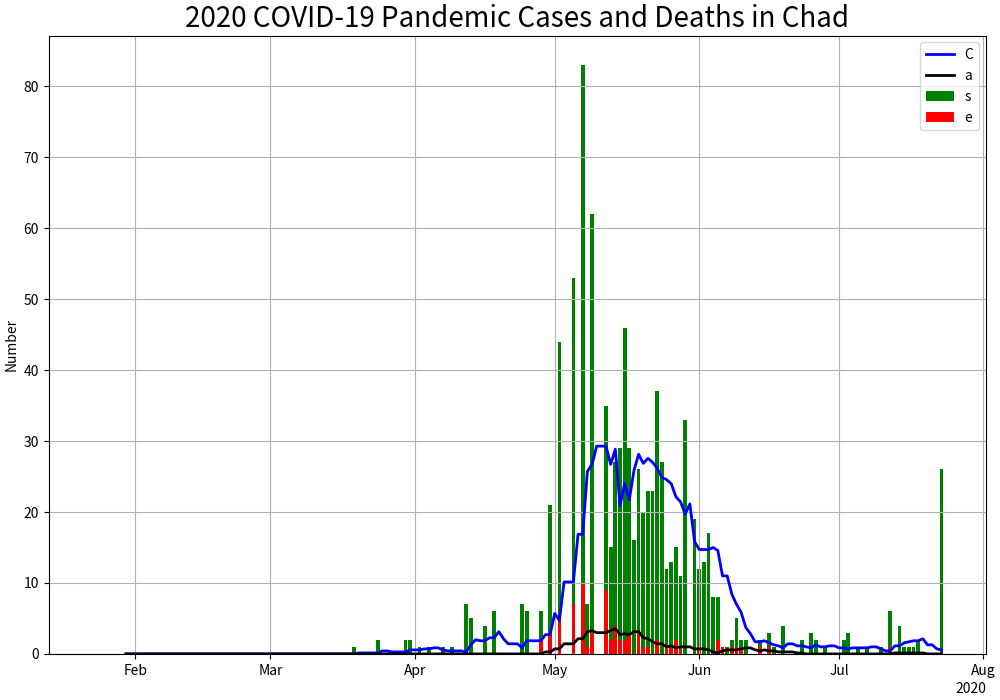 2020 COVID-19 Pandemic Cases and Deaths in Chad
C
a
s
e
Number
80
70
60
50
40
30
20
10
0
Feb Mar Apr May Jun Jul Aug
2020